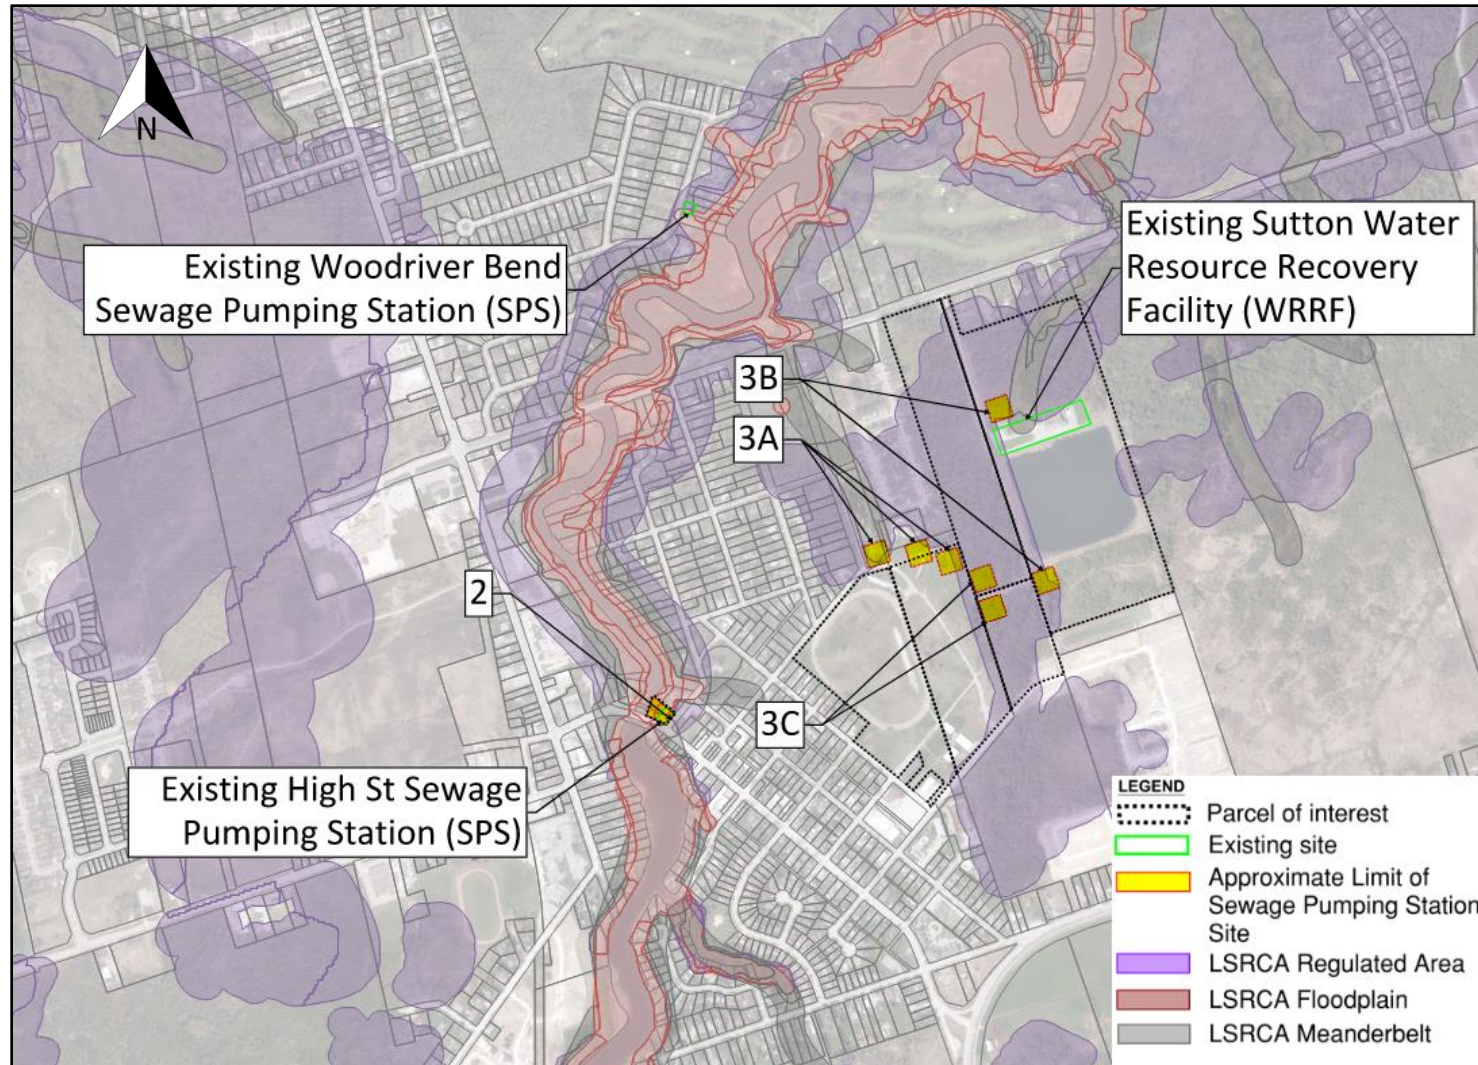 N
Existing Woodriver Bend
Sewage Pumping Station (SPS)
Existing Sutton Water
Resource Recovery
Facility (WRRF)
3B
3A
2
3C
Existing High St Sewage
Pumping Station (SPS)
LEGEND
Parcel of interest
Existing site
Approximate Limit of
Sewage Pumping Station
Site
LSRCA Regulated Area
LSRCA Floodplain
LSRCA Meanderbelt